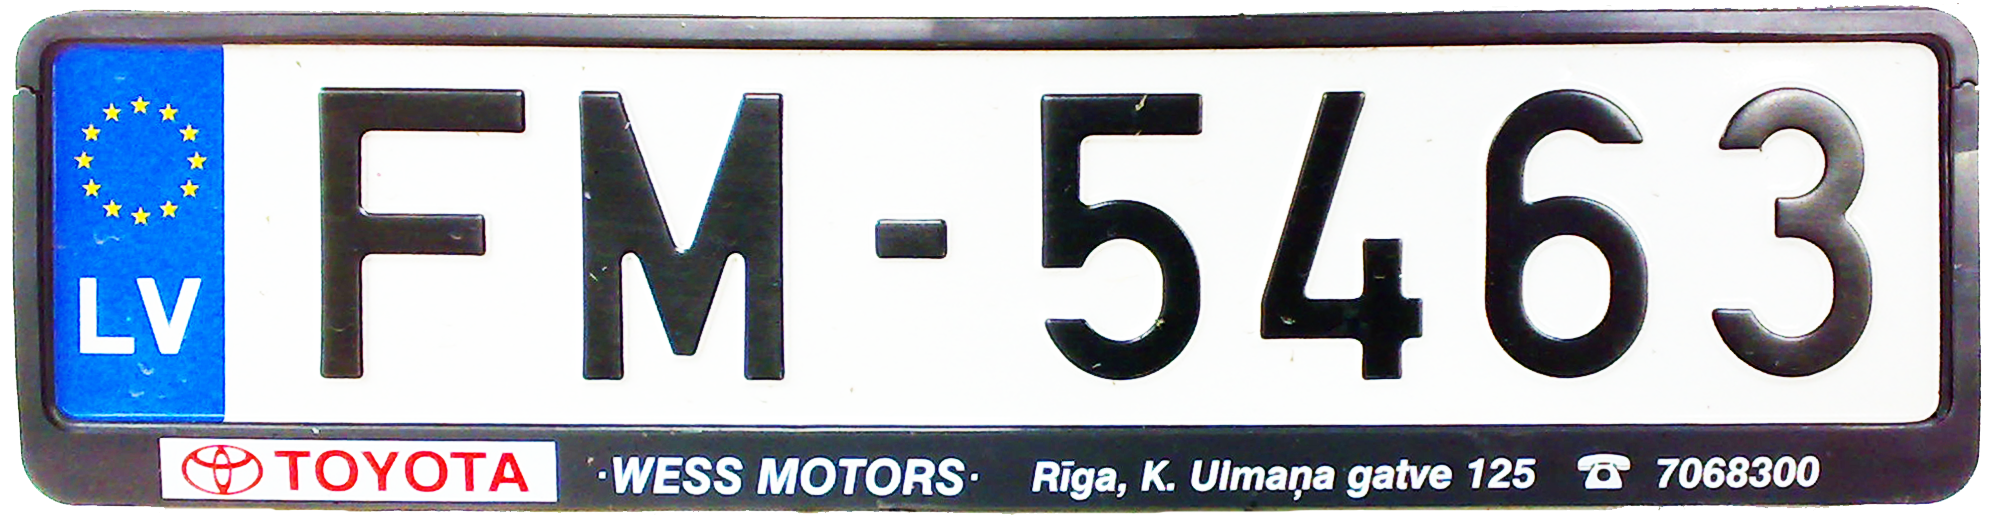 LV
FM-5463
TOYOTA ·WESS MOTORS· Rīga, K. Ulmaņa gatve 125 ☎ 7068300